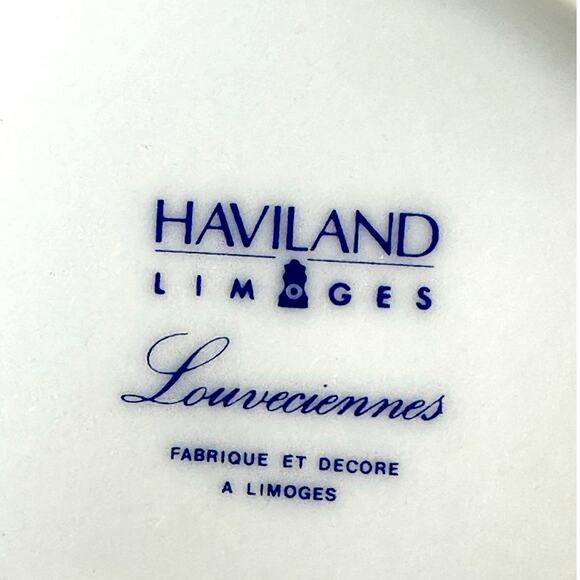 HAVILAND
LIMOGES
Louveciennes
FABRIQUE ET DECORE
A LIMOGES